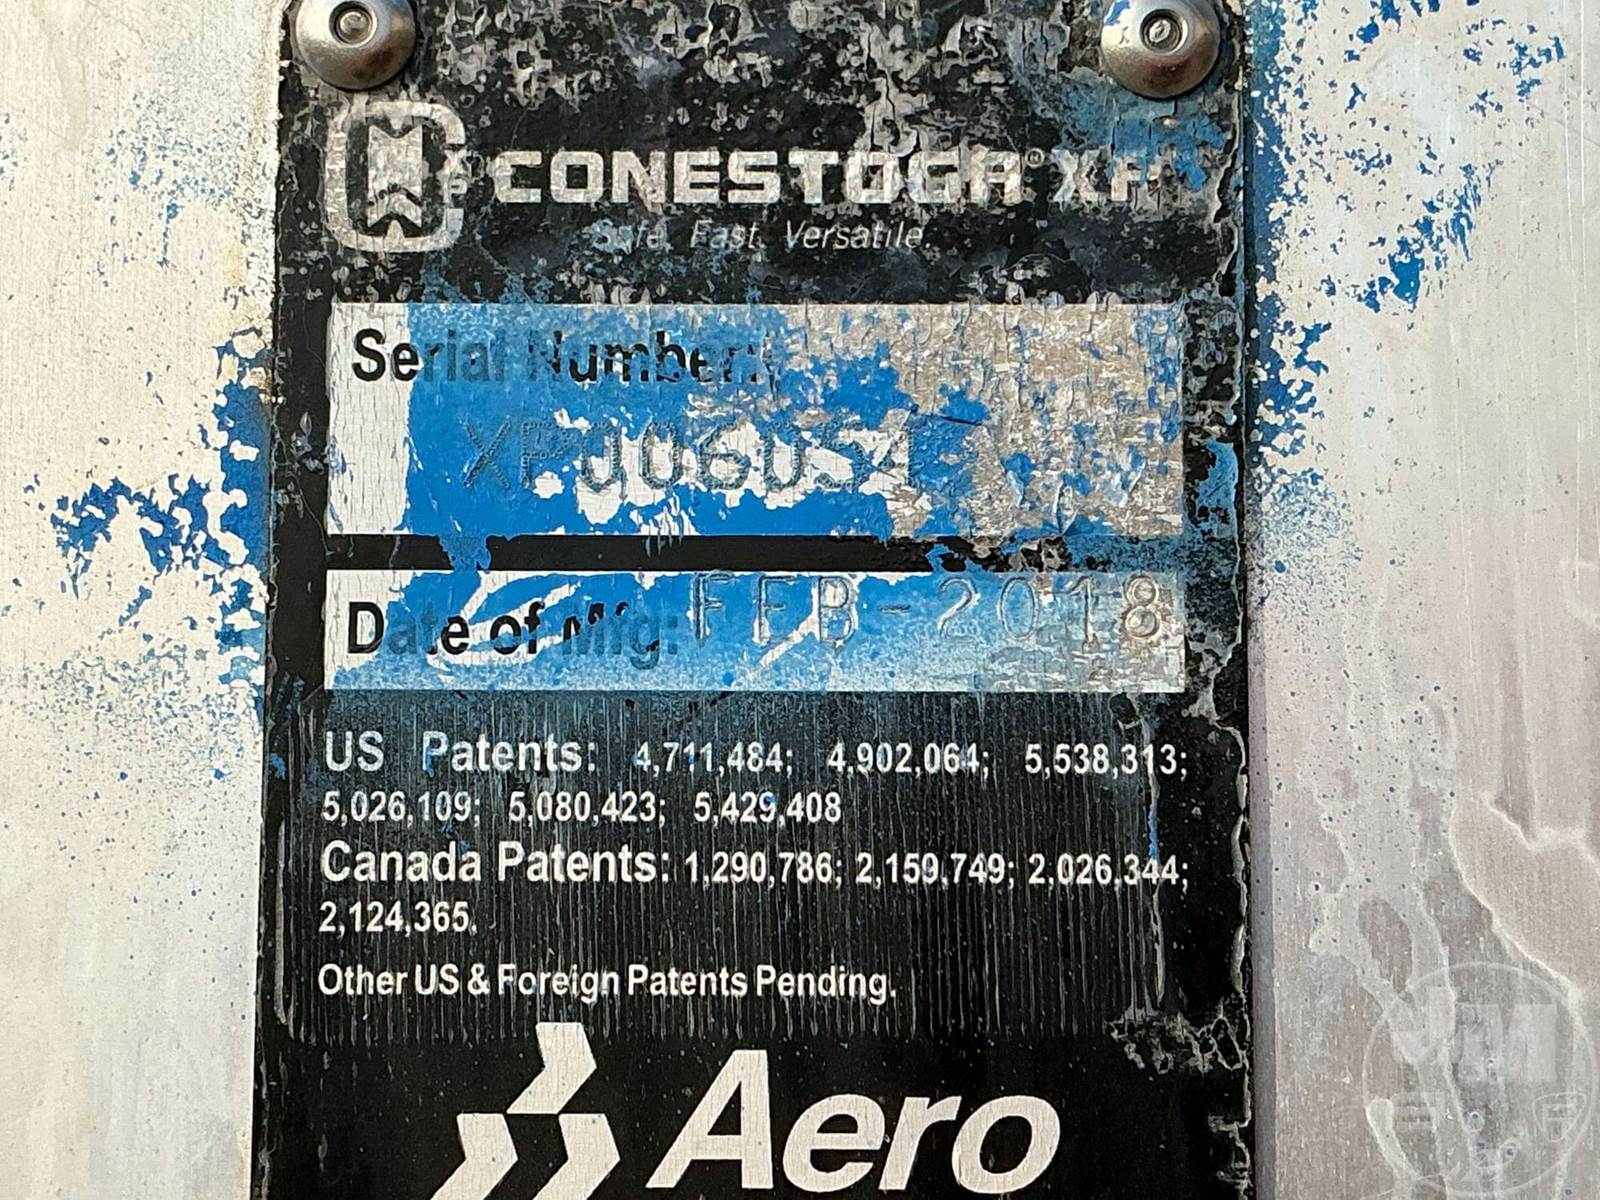 CONESTOGA® XP™
Safe. Fast. Versatile.
Serial Number:
XP006051
Date of Mfg: FEB-2018
US Patents: 4,711,484; 4,902,064; 5,538,313;
5,026,109; 5,080,423; 5,429,408
Canada Patents: 1,290,786; 2,159,749; 2,026,344;
2,124,365.
Other US & Foreign Patents Pending.
Aero